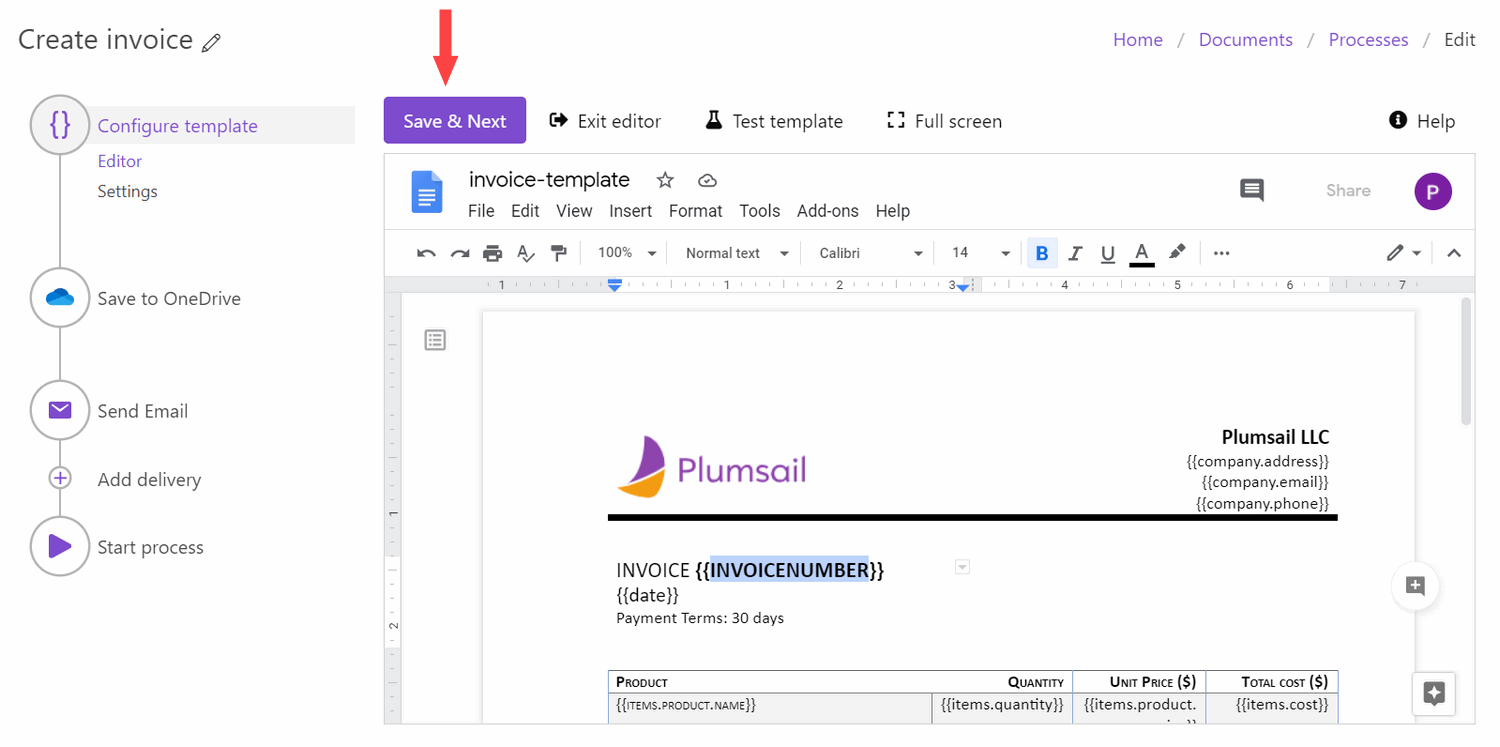 Create invoice
Home / Documents / Processes / Edit
{} Configure template
Editor
Settings
Save to OneDrive
Send Email
Add delivery
Start process
Save & Next Exit editor Test template Full screen Help
invoice-template
Share
P
File Edit View Insert Format Tools Add-ons Help
100% Normal text Calibri 14 B I U A
1 1 2 3 4 5 6 7
1
2
Plumsail
Plumsail LLC
{{company.address}}
{{company.email}}
{{company.phone}}
INVOICE {{INVOICENUMBER}}
{{date}}
Payment Terms: 30 days
PRODUCT QUANTITY UNIT PRICE ($) TOTAL COST ($)
{{ITEMS.PRODUCT.NAME}} {{items.quantity}} {{items.product. {{items.cost}}